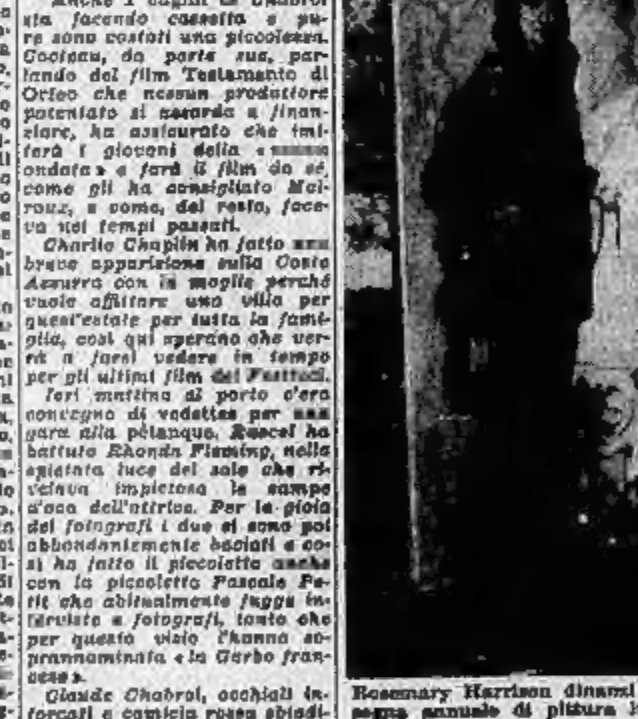 Anche i cugini di Chabrol
sta facendo cassetta e pu-
re sono costati una piccolezza.
Cocteau, da parte sua, par-
lando del film Testamento di
Orfeo che nessun produttore
potentato si azzarda a finan-
ziare, ha assicurato che imi-
terà i giovani della «
ondata» e farà il film da sé,
come gli ha consigliato Mal-
raux, e come, del resto, face-
va nei tempi passati.
Charlie Chaplin ha fatto una
breve apparizione sulla Costa
Azzurra con la moglie perché
vuole affittare una villa per
quest'estate per tutta la fami-
glia, così qui sperano che ver-
rà a farsi vedere in tempo
per gli ultimi film del Festival.
Ieri mattina al porto c'era
convegno di vedettes per una
gara alla pétanque. Rascel ha
battuto Rhonda Fleming, nella
spietata luce del sole che ri-
velava impietosa le zampe
d'oca dell'attrice. Per la gioia
dei fotografi i due si sono poi
abbondantemente baciati e co-
sì ha fatto il piccoletto anche
con la piccoletta Pascale Pe-
tit che abitualmente fugge in-
terviste e fotografi, tanto che
per questo vizio l'hanno so-
prannominata «la Garbo fran-
cese».
Claude Chabrol, occhiali in-
forcati e camicia rossa sbiadi-
Rosemary Harrison dinanzi
annuale di pittura